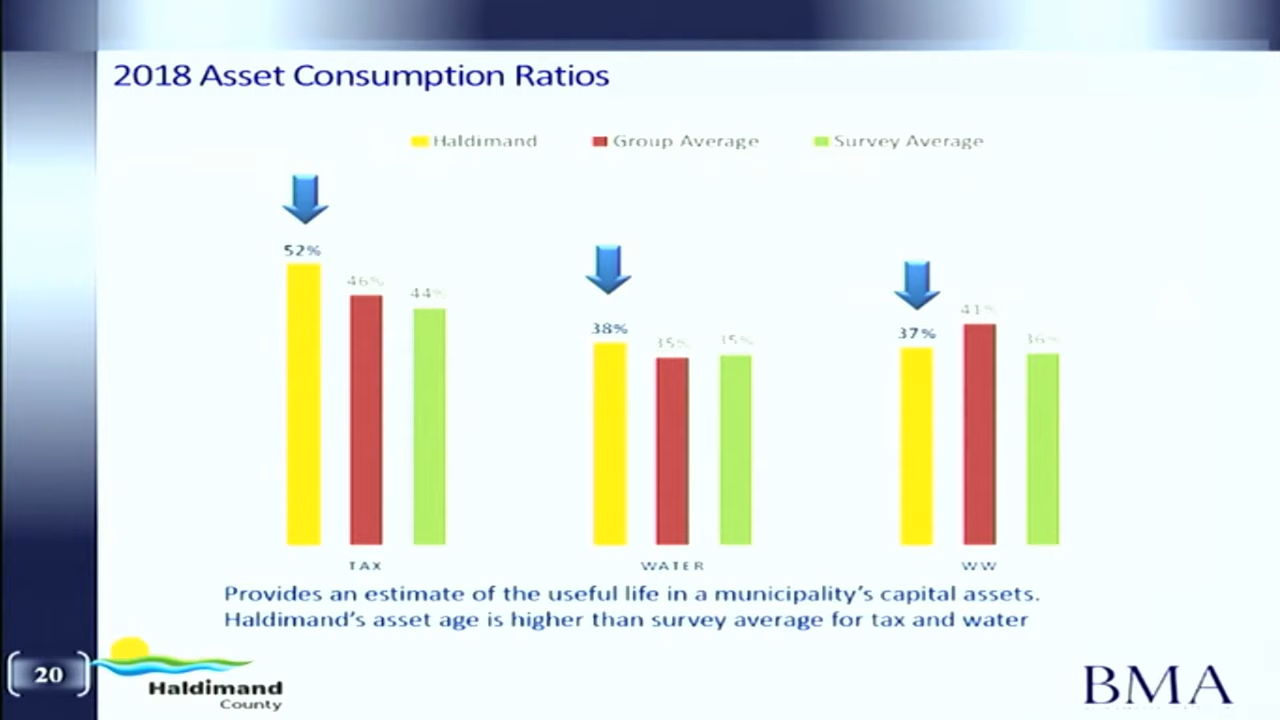 2018 Asset Consumption Ratios
Haldimand Group Average Survey Average
52%
46%
44%
38%
35%
35%
37%
41%
36%
TAX WATER WW
Provides an estimate of the useful life in a municipality's capital assets.
Haldimand's asset age is higher than survey average for tax and water
20
Haldimand
County
BMA